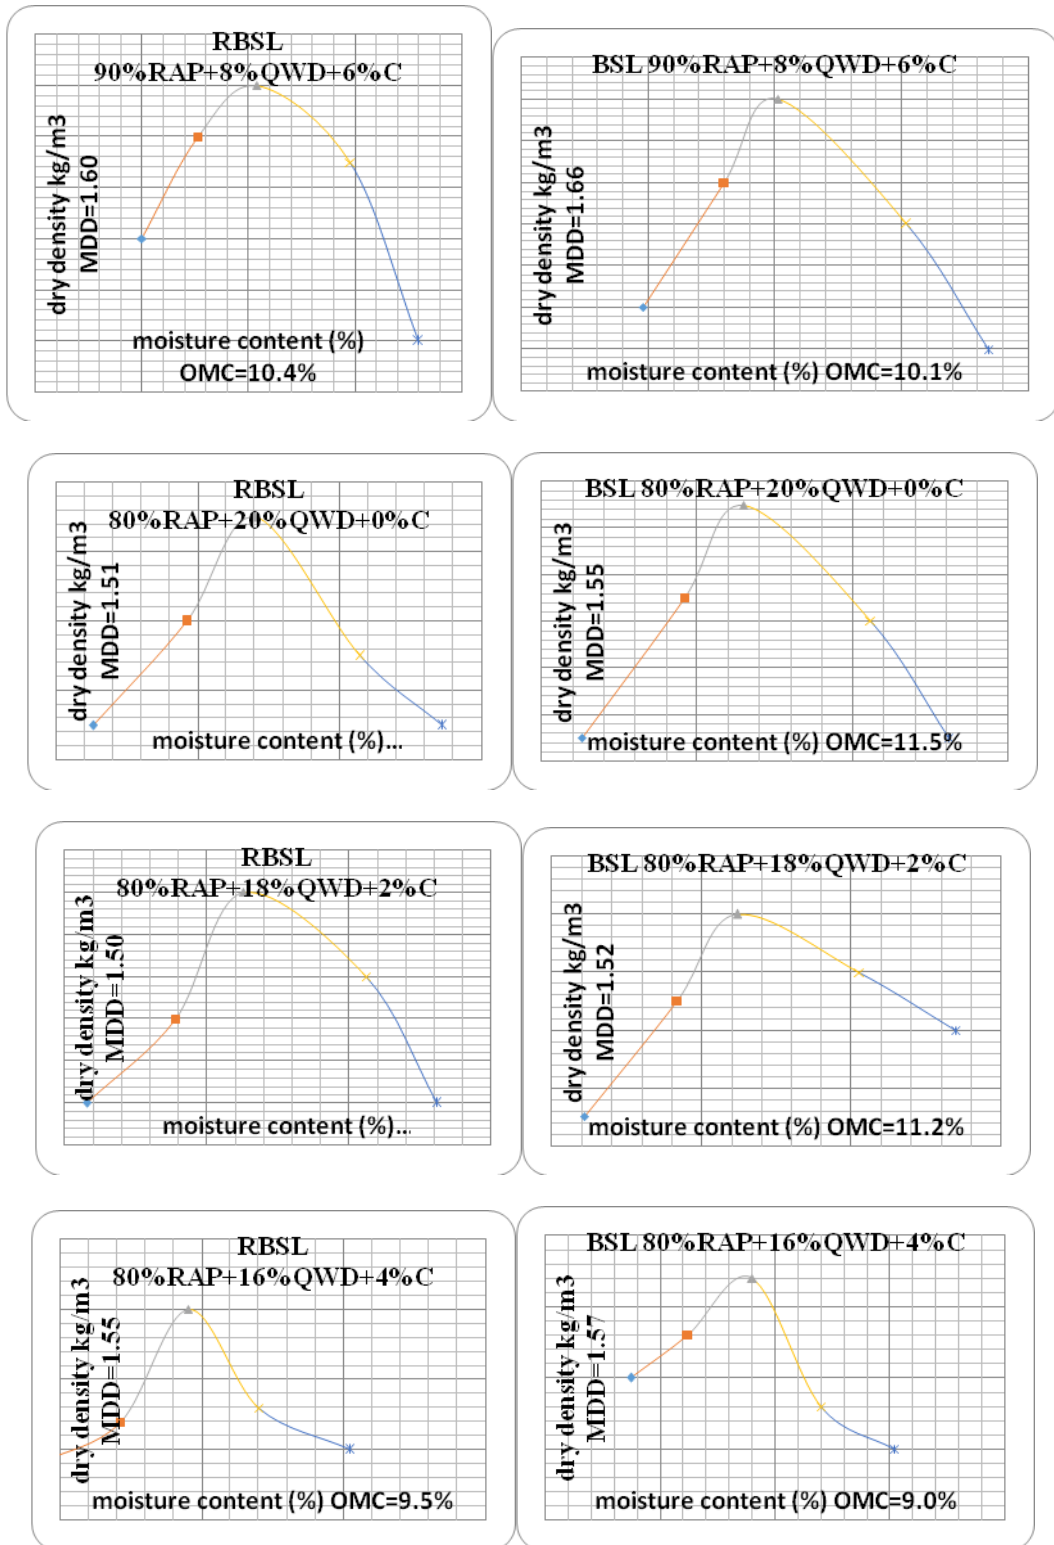 RBSL
90%RAP+8%QWD+6%C
dry density kg/m3
MDD=1.60
moisture content (%)
OMC=10.4%
BSL 90%RAP+8%QWD+6%C
dry density kg/m3
MDD=1.66
moisture content (%) OMC=10.1%
RBSL
80%RAP+20%QWD+0%C
dry density kg/m3
MDD=1.51
moisture content (%)...
BSL 80%RAP+20%QWD+0%C
dry density kg/m3
MDD=1.55
moisture content (%) OMC=11.5%
RBSL
80%RAP+18%QWD+2%C
dry density kg/m3
MDD=1.50
moisture content (%)...
BSL 80%RAP+18%QWD+2%C
dry density kg/m3
MDD=1.52
moisture content (%) OMC=11.2%
RBSL
80%RAP+16%QWD+4%C
dry density kg/m3
MDD=1.55
moisture content (%) OMC=9.5%
BSL 80%RAP+16%QWD+4%C
dry density kg/m3
MDD=1.57
moisture content (%) OMC=9.0%